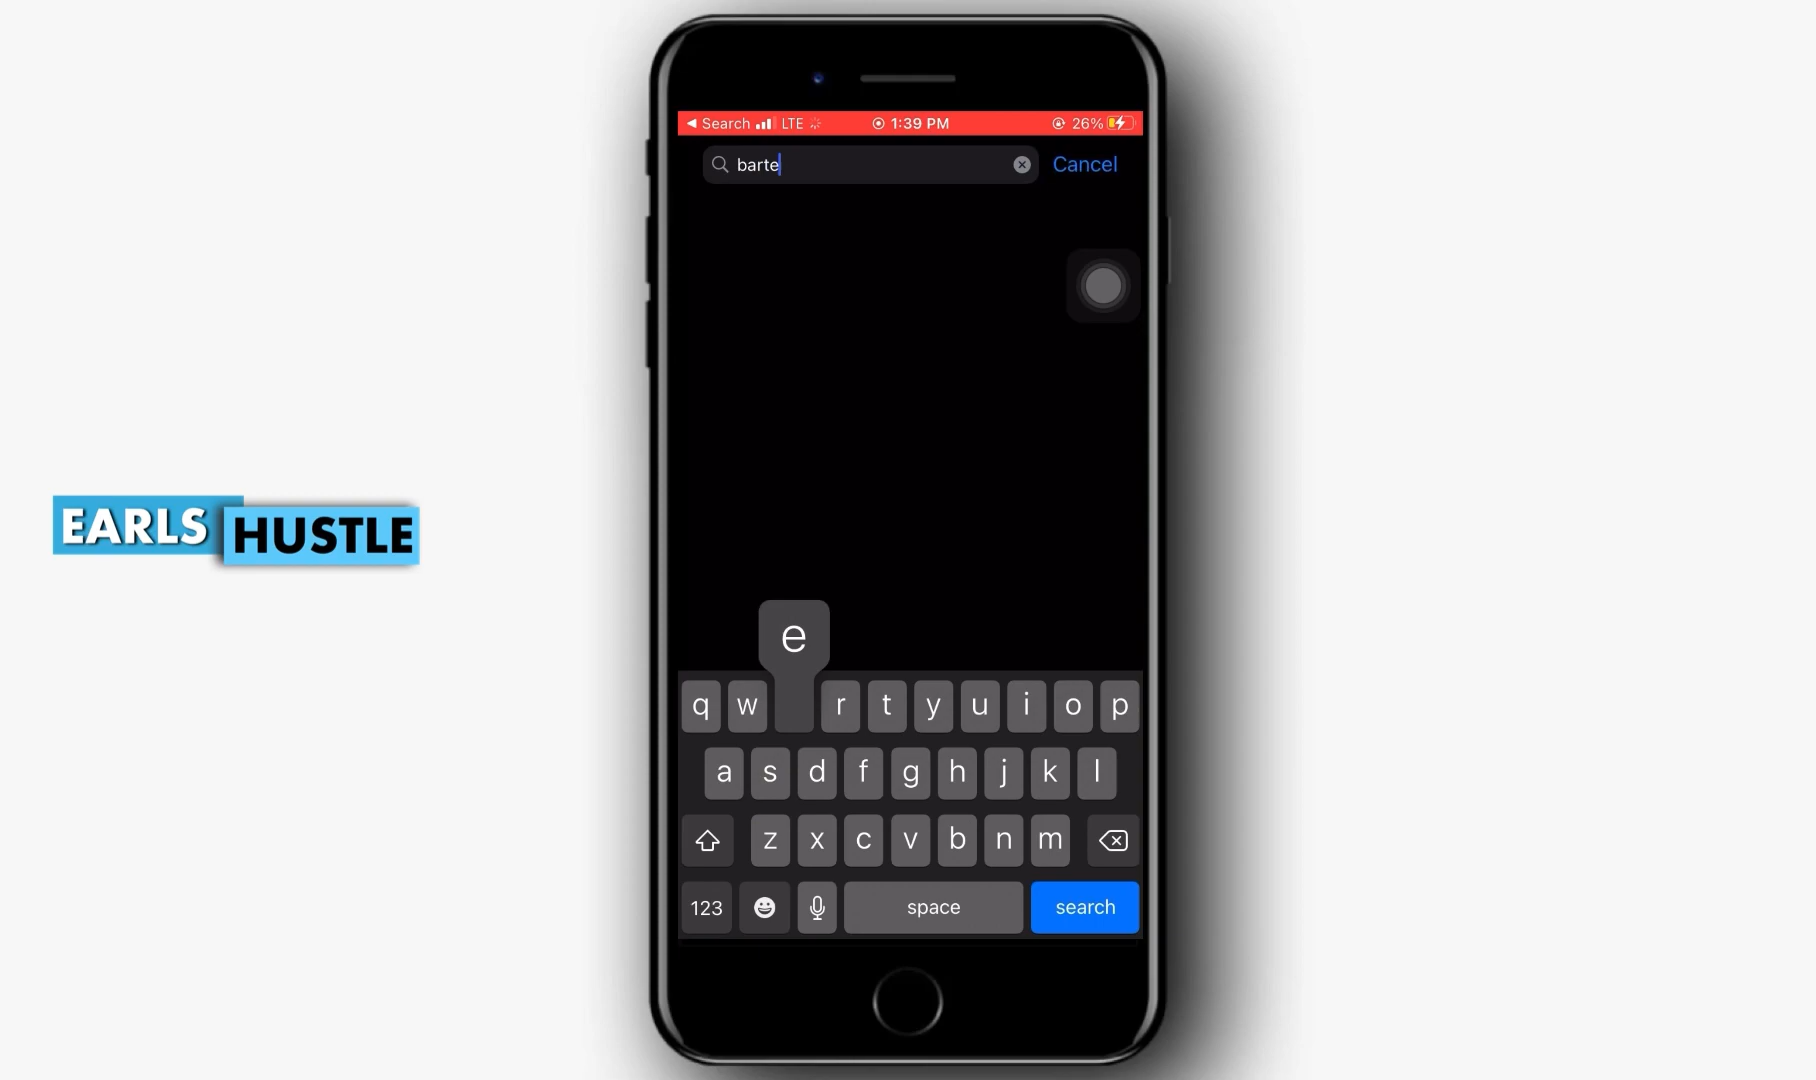 Search LTE 1:39 PM 26%
barte Cancel
EARLS HUSTLE
e
q w r t y u i o p
a s d f g h j k l
z x c v b n m
123 space search